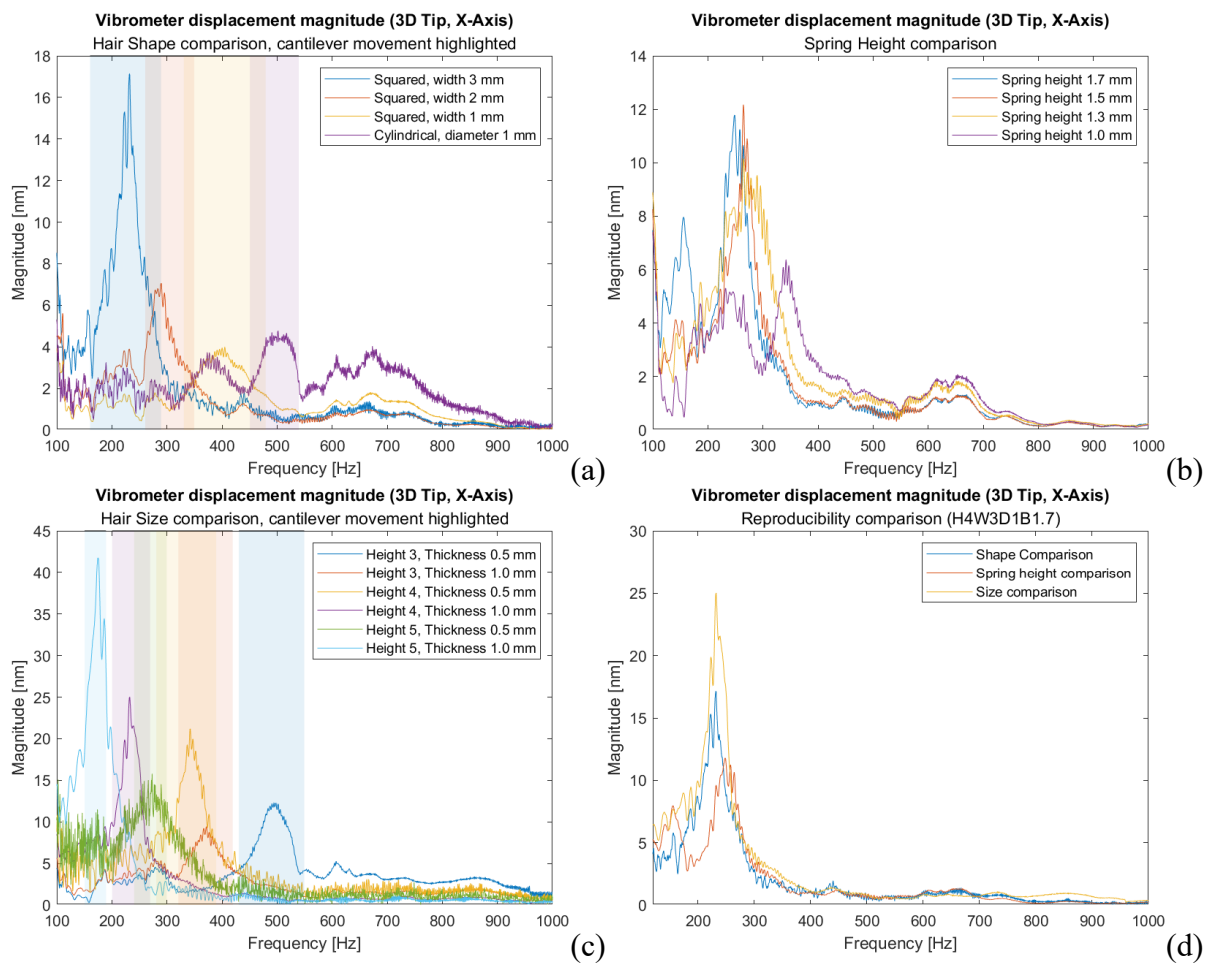 Vibrometer displacement magnitude (3D Tip, X-Axis)
Hair Shape comparison, cantilever movement highlighted
18
16
14
12
10
8
6
4
2
0
Magnitude [nm]
Squared, width 3 mm
Squared, width 2 mm
Squared, width 1 mm
Cylindrical, diameter 1 mm
100 200 300 400 500 600 700 800 900 1000
Frequency [Hz]
(a)
Vibrometer displacement magnitude (3D Tip, X-Axis)
Spring Height comparison
14
12
10
8
6
4
2
0
Magnitude [nm]
Spring height 1.7 mm
Spring height 1.5 mm
Spring height 1.3 mm
Spring height 1.0 mm
100 200 300 400 500 600 700 800 900 1000
Frequency [Hz]
(b)
Vibrometer displacement magnitude (3D Tip, X-Axis)
Hair Size comparison, cantilever movement highlighted
45
40
35
30
25
20
15
10
5
0
Magnitude [nm]
Height 3, Thickness 0.5 mm
Height 3, Thickness 1.0 mm
Height 4, Thickness 0.5 mm
Height 4, Thickness 1.0 mm
Height 5, Thickness 0.5 mm
Height 5, Thickness 1.0 mm
100 200 300 400 500 600 700 800 900 1000
Frequency [Hz]
(c)
Vibrometer displacement magnitude (3D Tip, X-Axis)
Reproducibility comparison (H4W3D1B1.7)
30
25
20
15
10
5
0
Magnitude [nm]
Shape Comparison
Spring height comparison
Size comparison
200 300 400 500 600 700 800 900 1000
Frequency [Hz]
(d)